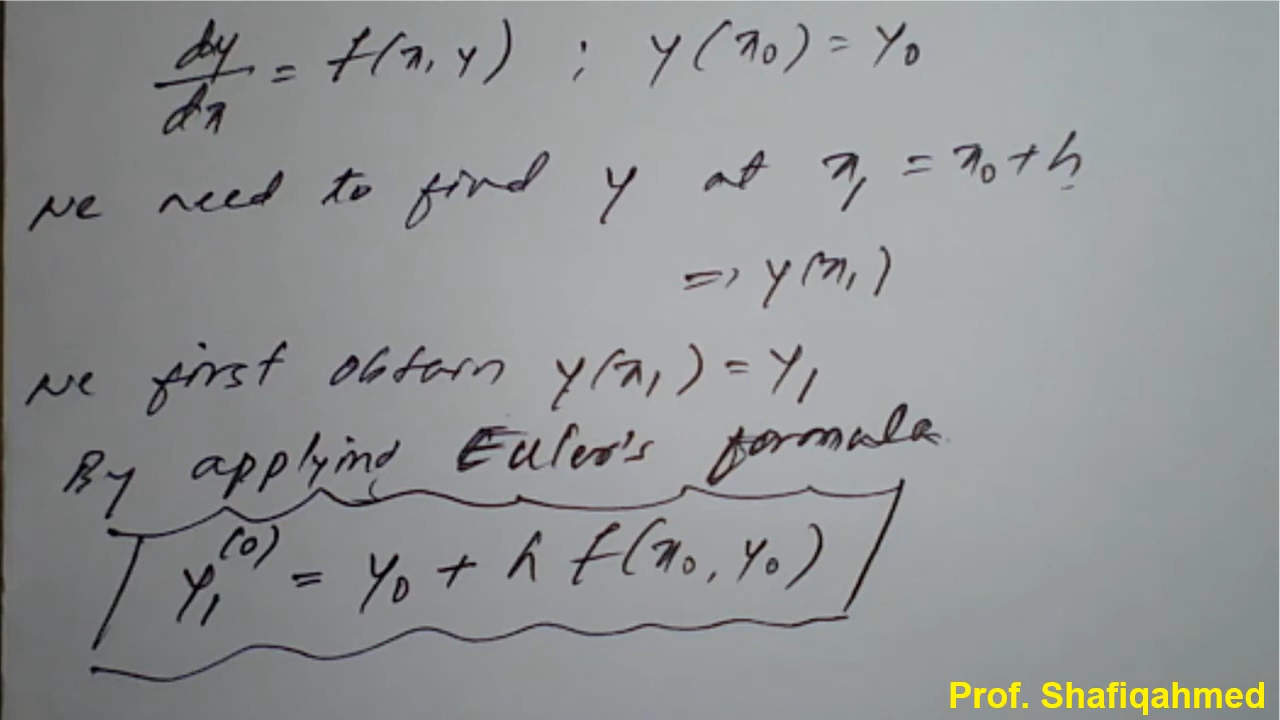 dy/dx = f(x, y) ; y(x₀) = y₀
We need to find y at x₁ = x₀ + h
=> y(x₁)
We first obtain y(x₁) = y₁
By applying Euler's formula
y₁⁽⁰⁾ = y₀ + h f(x₀, y₀)
Prof. Shafiqahmed